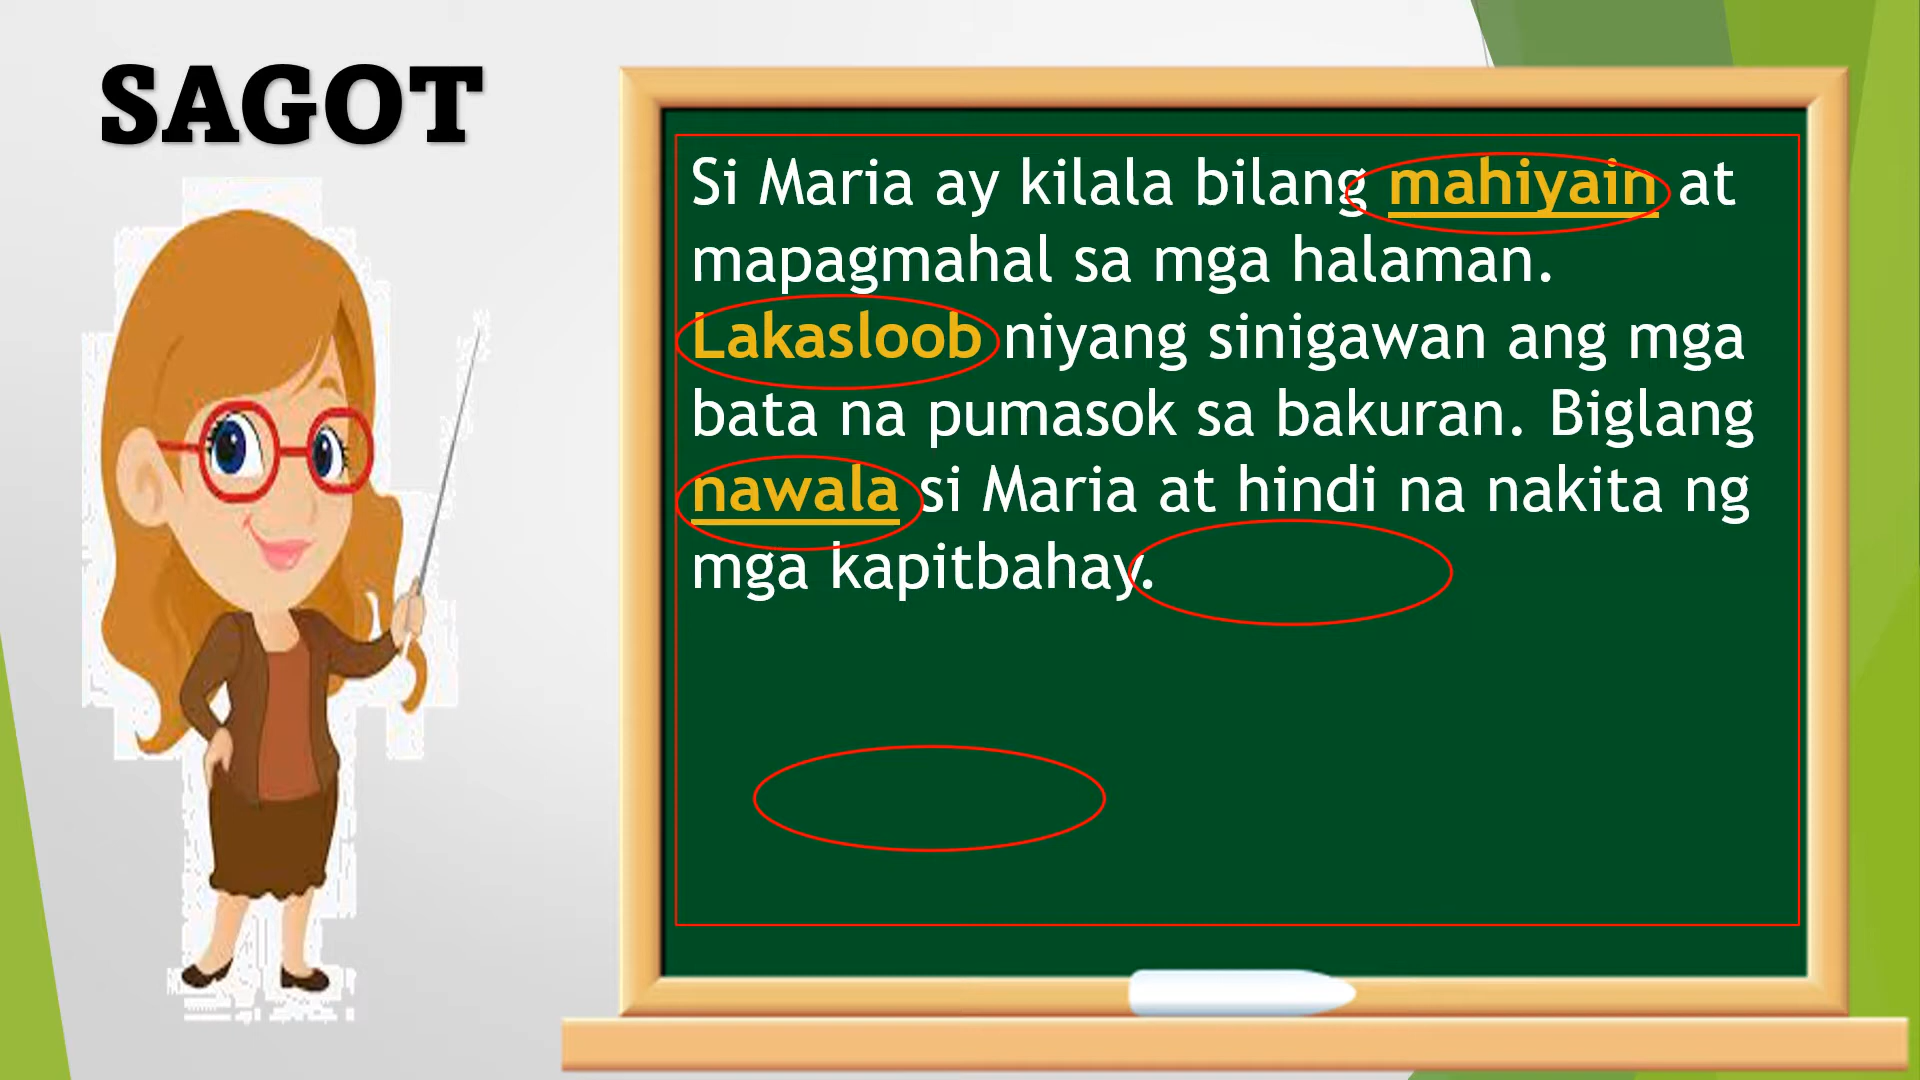 SAGOT
Si Maria ay kilala bilang mahiyain at
mapagmahal sa mga halaman.
Lakasloob niyang sinigawan ang mga
bata na pumasok sa bakuran. Biglang
nawala si Maria at hindi na nakita ng
mga kapitbahay.